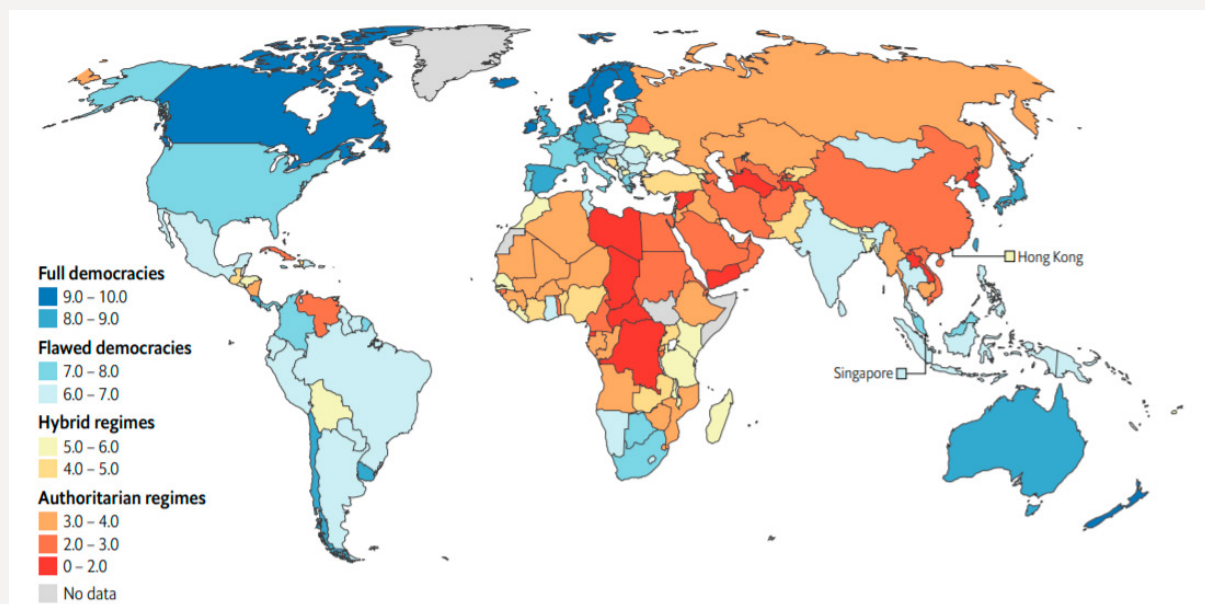 Full democracies
9.0 – 10.0
8.0 – 9.0
Flawed democracies
7.0 – 8.0
6.0 – 7.0
Hybrid regimes
5.0 – 6.0
4.0 – 5.0
Authoritarian regimes
3.0 – 4.0
2.0 – 3.0
0 – 2.0
No data
Hong Kong
Singapore